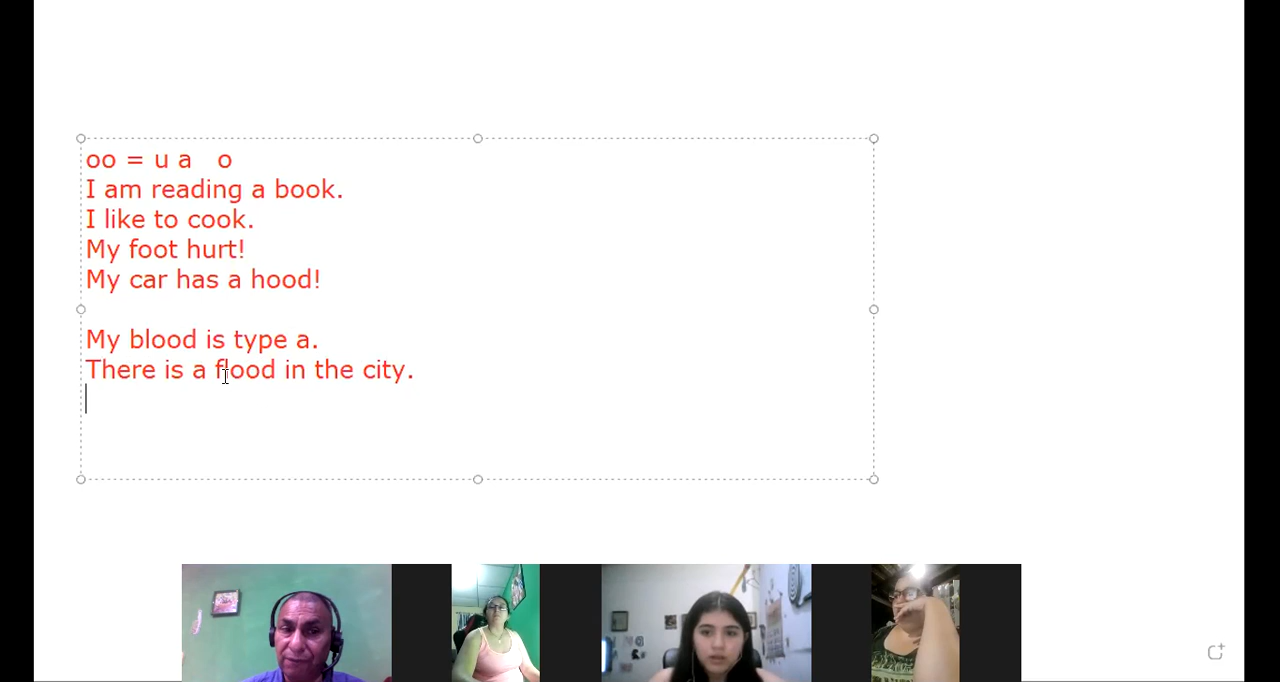 oo = u a o
I am reading a book.
I like to cook.
My foot hurt!
My car has a hood!
My blood is type a.
There is a flood in the city.